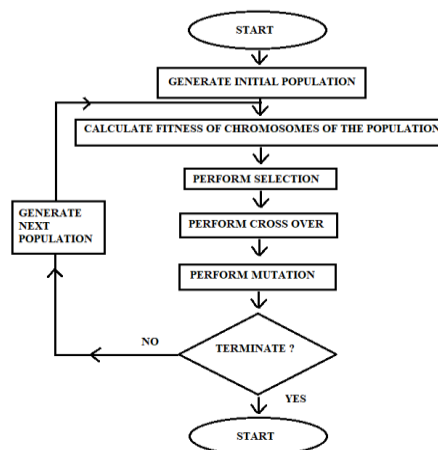 START
GENERATE INITIAL POPULATION
CALCULATE FITNESS OF CHROMOSOMES OF THE POPULATION
PERFORM SELECTION
GENERATE
NEXT
POPULATION
PERFORM CROSS OVER
PERFORM MUTATION
NO
TERMINATE ?
YES
START